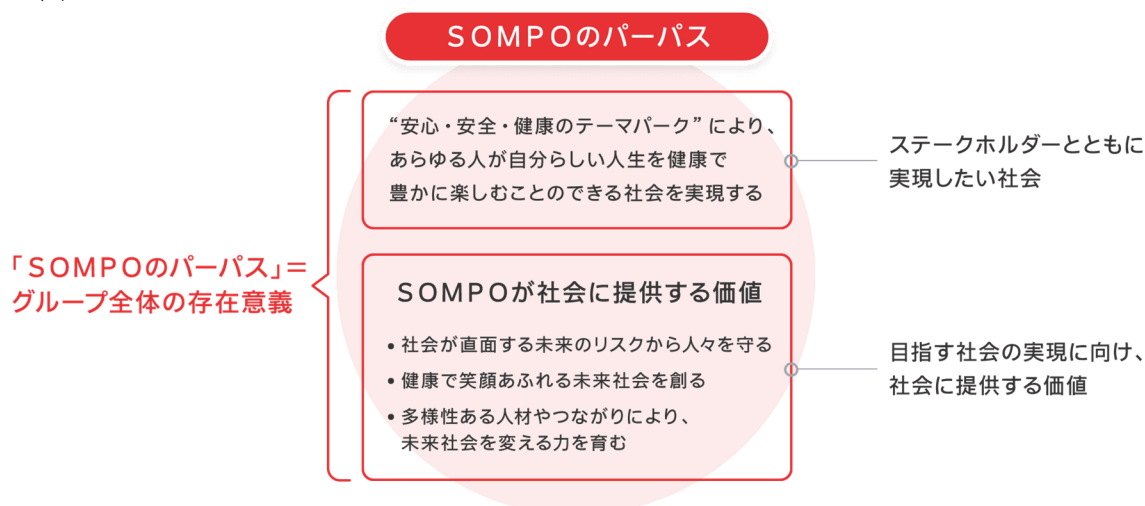 SOMPOのパーパス
“安心・安全・健康のテーマパーク”により、
あらゆる人が自分らしい人生を健康で
豊かに楽しむことのできる社会を実現する
ステークホルダーとともに
実現したい社会
「SOMPOのパーパス」＝
グループ全体の存在意義
SOMPOが社会に提供する価値
• 社会が直面する未来のリスクから人々を守る
• 健康で笑顔あふれる未来社会を創る
• 多様性ある人材やつながりにより、
未来社会を変える力を育む
目指す社会の実現に向け、
社会に提供する価値